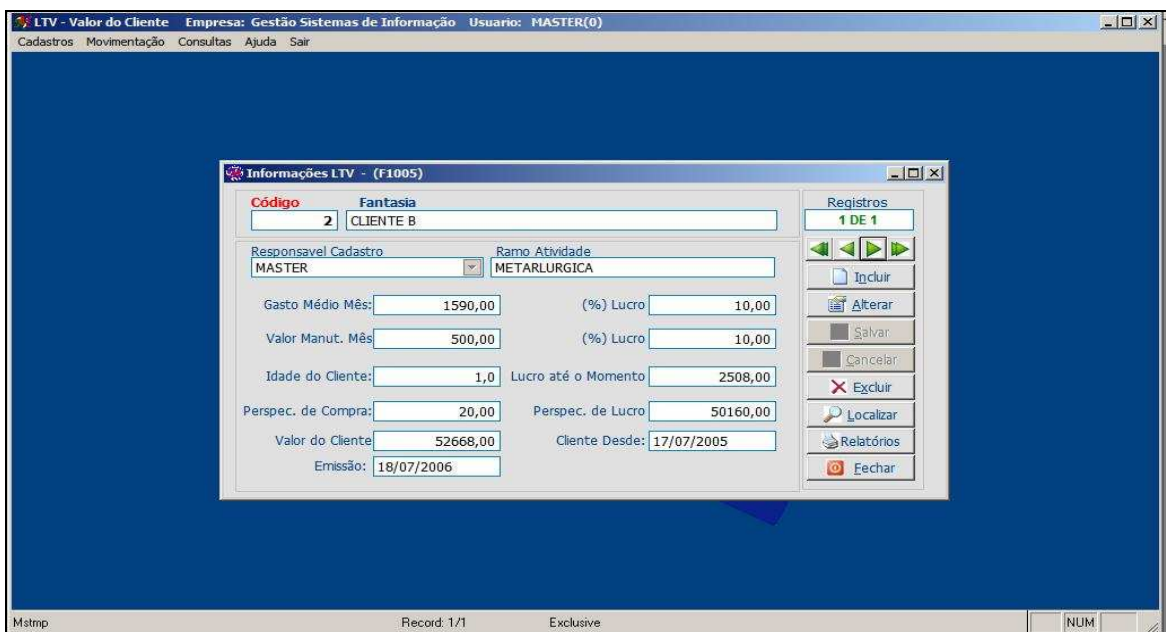 LTV - Valor do Cliente Empresa: Gestão Sistemas de Informação Usuario: MASTER(0)
Cadastros Movimentação Consultas Ajuda Sair
Informações LTV - (F1005)
Código Fantasia Registros
2 CLIENTE B 1 DE 1
Responsavel Cadastro Ramo Atividade
MASTER METARLURGICA
Incluir
Gasto Médio Mês: 1590,00 (%) Lucro 10,00 Alterar
Valor Manut. Mês 500,00 (%) Lucro 10,00 Salvar
Cancelar
Idade do Cliente: 1,0 Lucro até o Momento 2508,00 Excluir
Perspec. de Compra: 20,00 Perspec. de Lucro 50160,00 Localizar
Valor do Cliente 52668,00 Cliente Desde: 17/07/2005 Relatórios
Emissão: 18/07/2006 Fechar
Mstmp Record: 1/1 Exclusive NUM